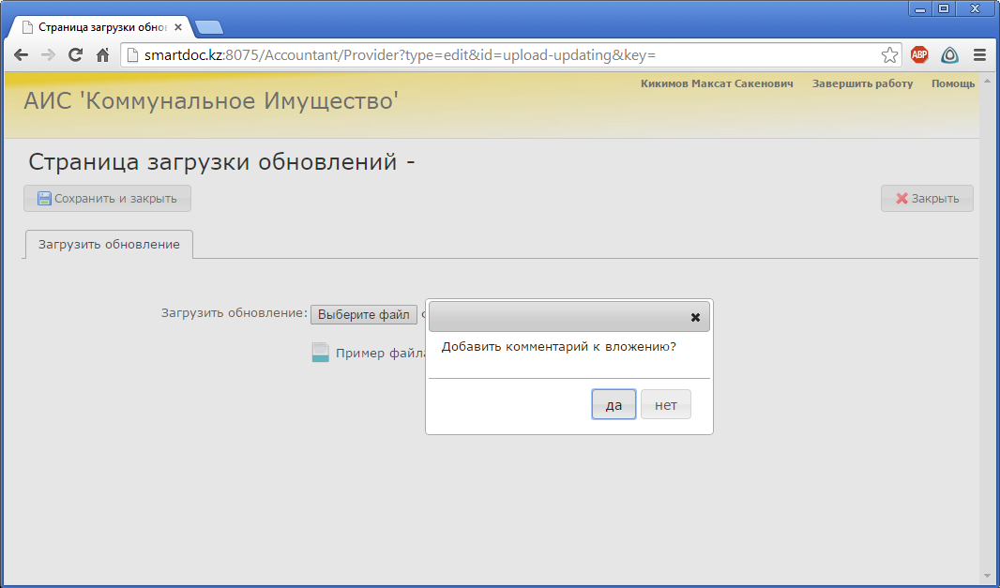 Страница загрузки обно
smartdoc.kz:8075/Accountant/Provider?type=edit&id=upload-updating&key=
ABP
АИС 'Коммунальное Имущество'
Кикимов Максат Сакенович Завершить работу Помощь
Страница загрузки обновлений -
Сохранить и закрыть
Закрыть
Загрузить обновление
Загрузить обновление: Выберите файл
Пример файла
Добавить комментарий к вложению?
да нет